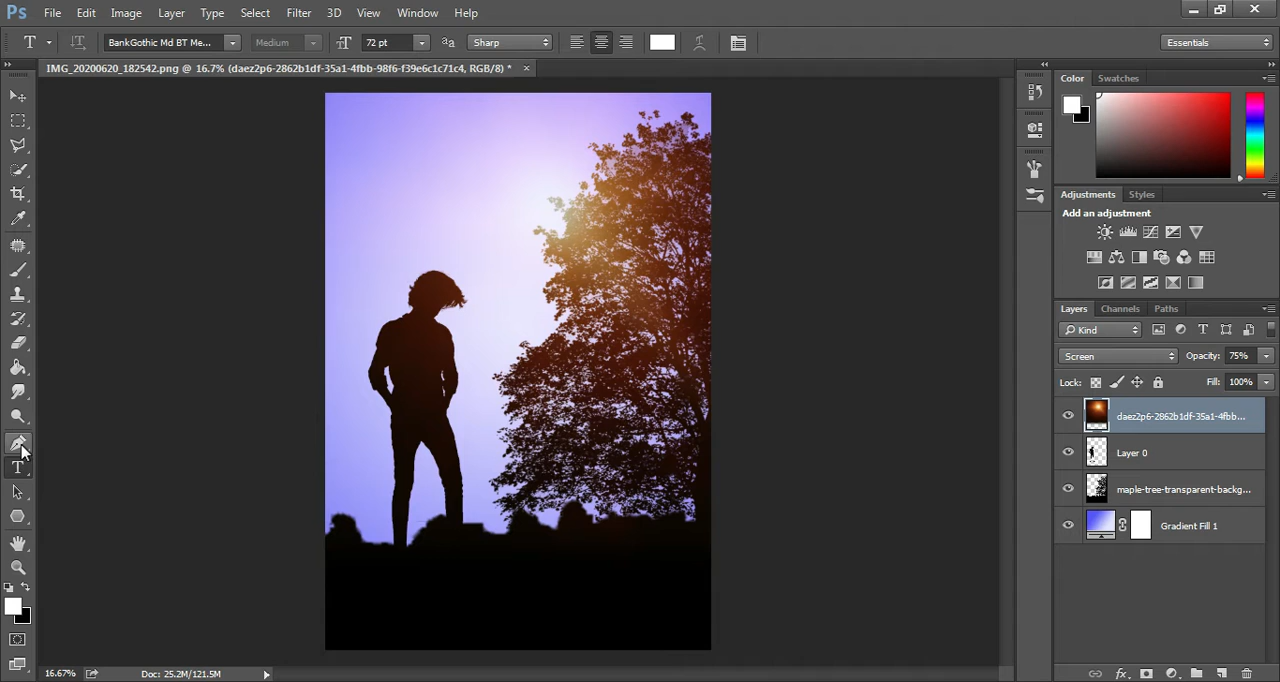 Ps File Edit Image Layer Type Select Filter 3D View Window Help
T BankGothic Md BT Me... Medium 72 pt aa Sharp Essentials
IMG_20200620_182542.png @ 16.7% (daez2p6-2862b1df-35a1-4fbb-98f6-f39e6c1c71c4, RGB/8) * ×
Color Swatches
Adjustments Styles
Add an adjustment
Layers Channels Paths
Kind T
Screen Opacity: 75%
Lock: Fill: 100%
daez2p6-2862b1df-35a1-4fbb...
Layer 0
maple-tree-transparent-backg...
Gradient Fill 1
T
16.67% Doc: 25.2M/121.5M
fx